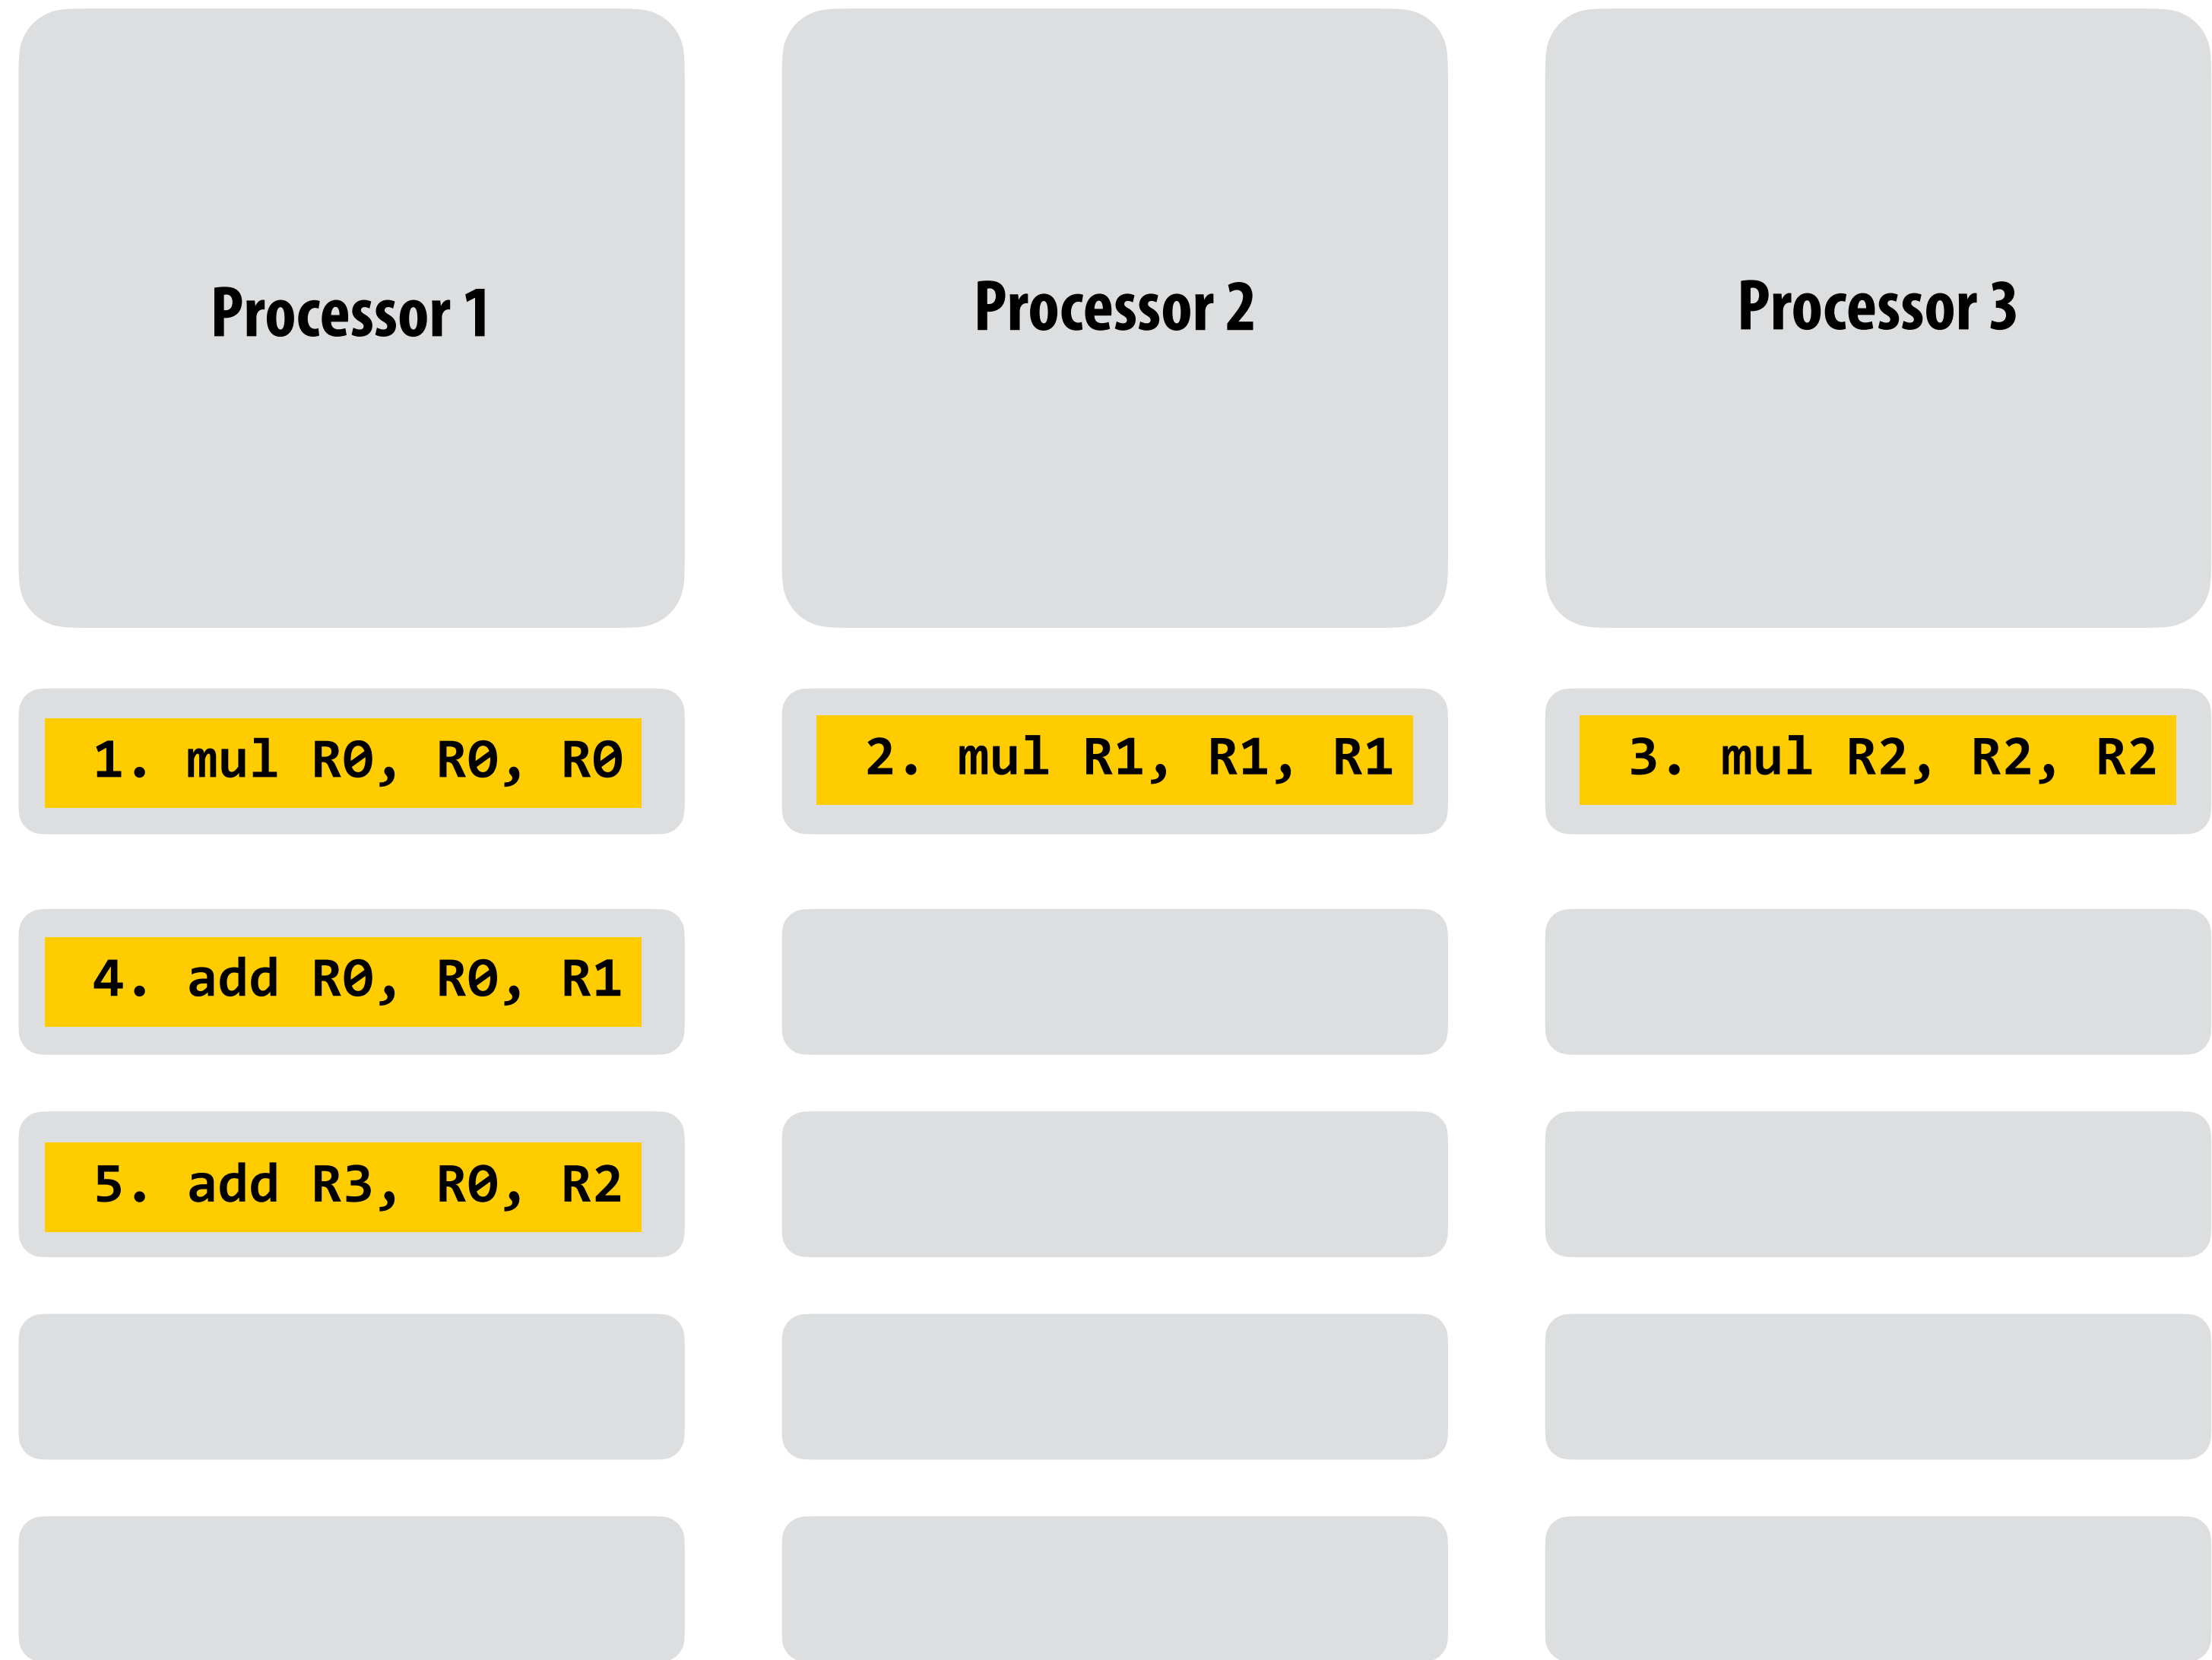 Processor 1
Processor 2
Processor 3
1. mul R0, R0, R0
2. mul R1, R1, R1
3. mul R2, R2, R2
4. add R0, R0, R1
5. add R3, R0, R2